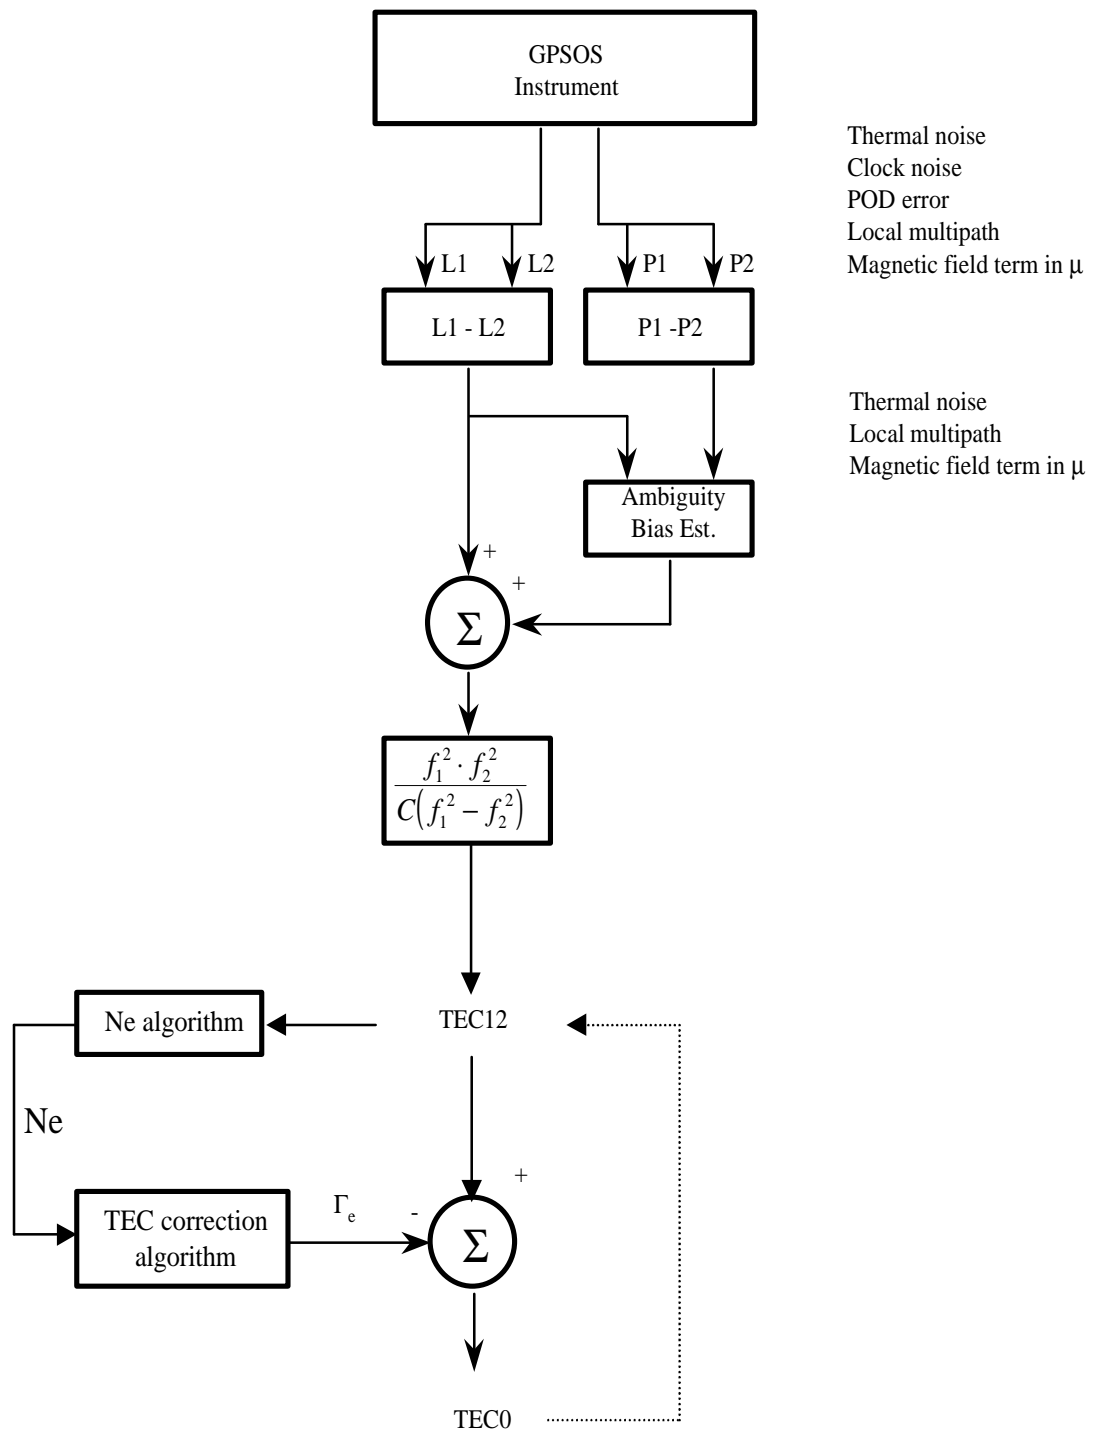 GPSOS
Instrument
Thermal noise
Clock noise
POD error
Local multipath
Magnetic field term in μ
L1
L2
P1
P2
L1 - L2
P1 -P2
Thermal noise
Local multipath
Magnetic field term in μ
Ambiguity
Bias Est.
+
+
Σ
f₁² · f₂²
C(f₁² − f₂²)
Ne algorithm
TEC12
Ne
+
TEC correction
algorithm
Γₑ
-
Σ
TEC0